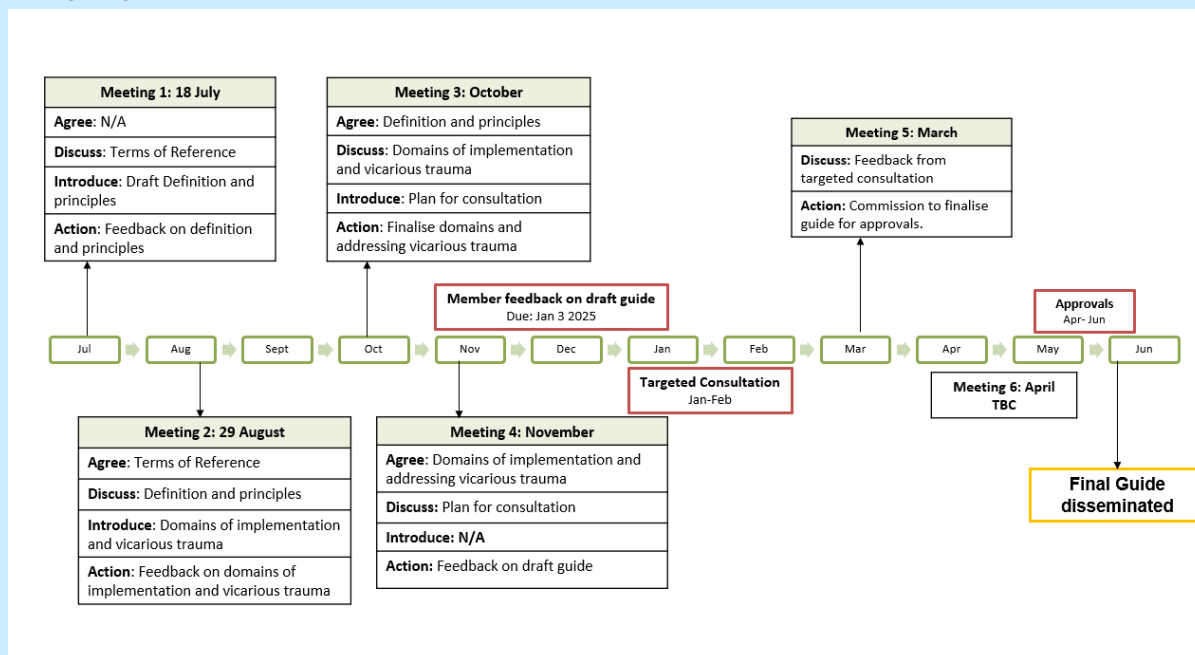 Meeting 1: 18 July
Agree: N/A
Discuss: Terms of Reference
Introduce: Draft Definition and
principles
Action: Feedback on definition
and principles
Meeting 3: October
Agree: Definition and principles
Discuss: Domains of implementation
and vicarious trauma
Introduce: Plan for consultation
Action: Finalise domains and
addressing vicarious trauma
Meeting 5: March
Discuss: Feedback from
targeted consultation
Action: Commission to finalise
guide for approvals.
Member feedback on draft guide
Due: Jan 3 2025
Approvals
Apr- Jun
Jul
Aug
Sept
Oct
Nov
Dec
Jan
Feb
Mar
Apr
May
Jun
Targeted Consultation
Jan-Feb
Meeting 6: April
TBC
Meeting 2: 29 August
Agree: Terms of Reference
Discuss: Definition and principles
Introduce: Domains of implementation
and vicarious trauma
Action: Feedback on domains of
implementation and vicarious trauma
Meeting 4: November
Agree: Domains of implementation and
addressing vicarious trauma
Discuss: Plan for consultation
Introduce: N/A
Action: Feedback on draft guide
Final Guide
disseminated